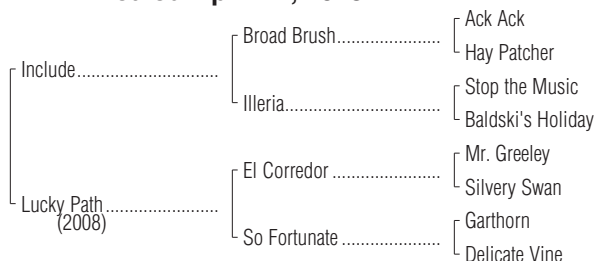 Ack Ack
Broad Brush
Hay Patcher
Include
Stop the Music
Illeria
Baldski's Holiday
Mr. Greeley
El Corredor
Silvery Swan
Lucky Path
(2008)
Garthorn
So Fortunate
Delicate Vine